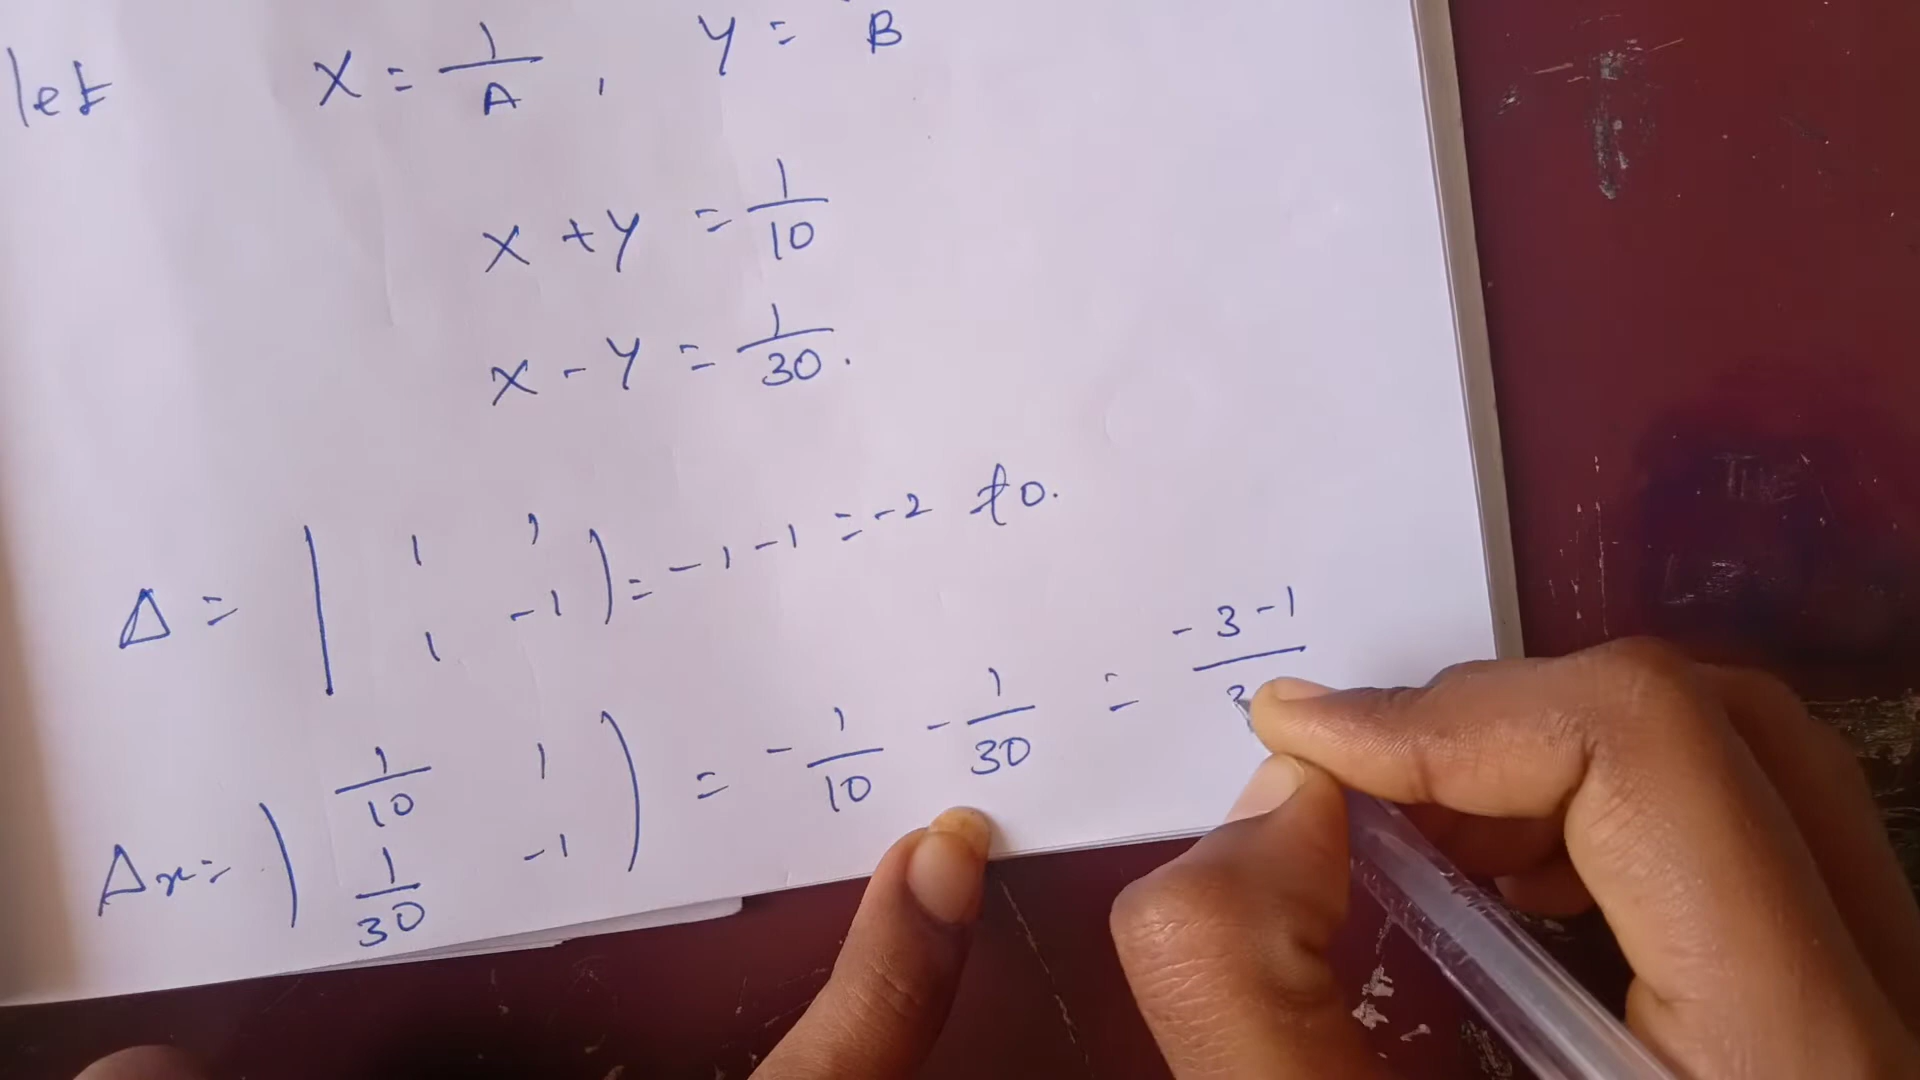 let X = 1/A , Y = B
X + Y = 1/10
X - Y = 1/30.
Δ = | 1 1 ; 1 -1 | = -1 -1 = -2 ≠ 0.
Δx = | 1/10 1 ; 1/30 -1 | = - 1/10 - 1/30 = -3-1/3